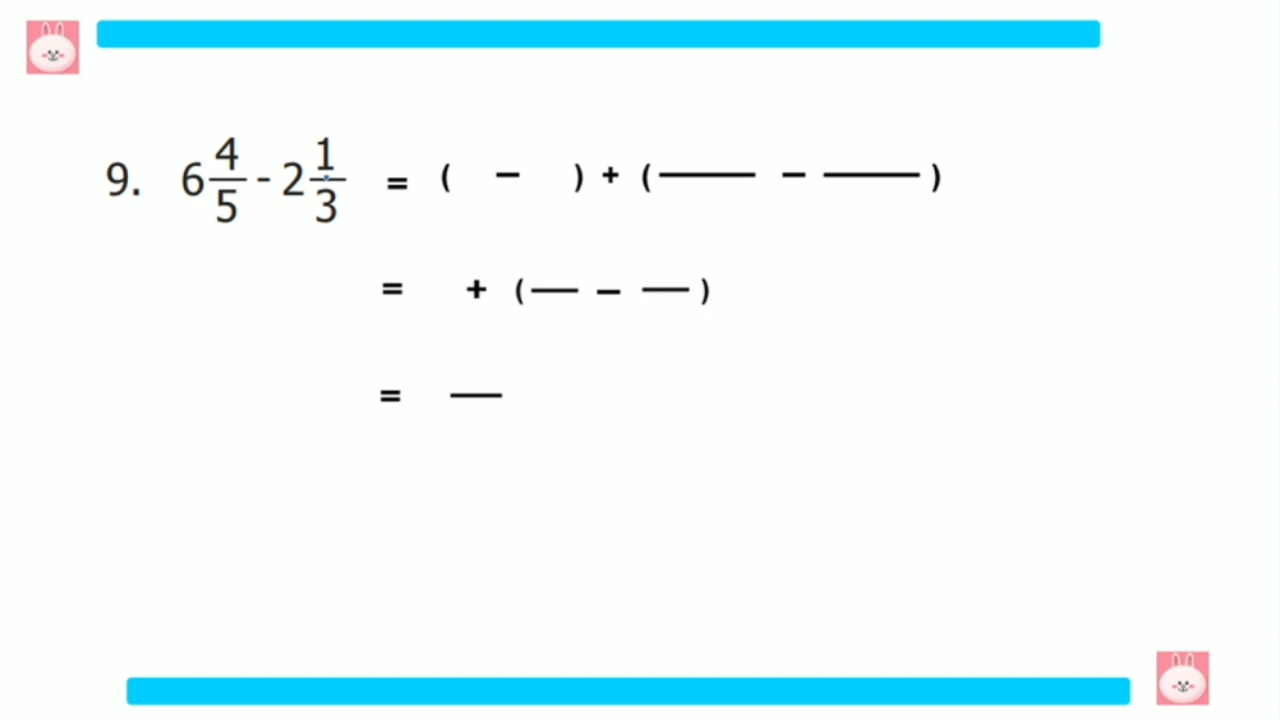 9. 6 4/5 - 2 1/3 = ( − ) + ( — − — )
= + ( — − — )
= —